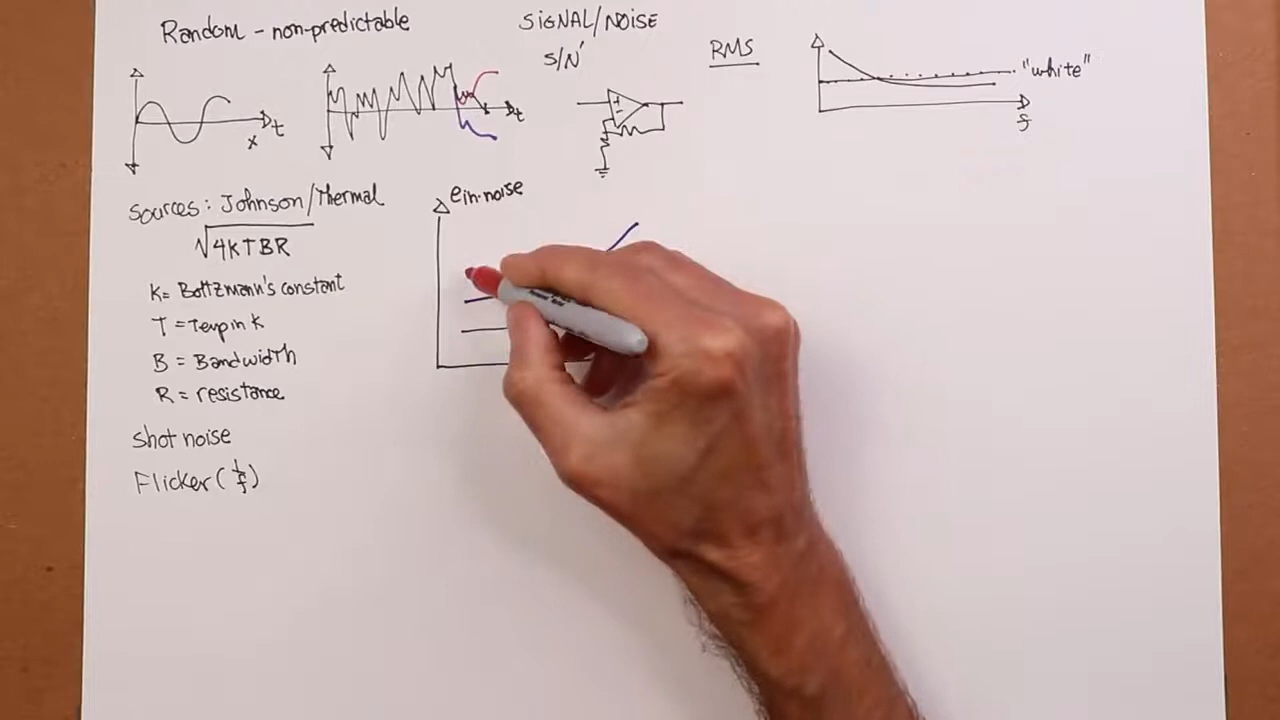 Random - non-predictable
SIGNAL/NOISE
S/N
RMS
"white"
t
x
t
+
-
f
Sources: Johnson/Thermal
ein-noise
√4KTBR
K= Boltzmann's constant
T = Temp in K
B = Bandwidth
R = resistance
Shot noise
Flicker (1/f)